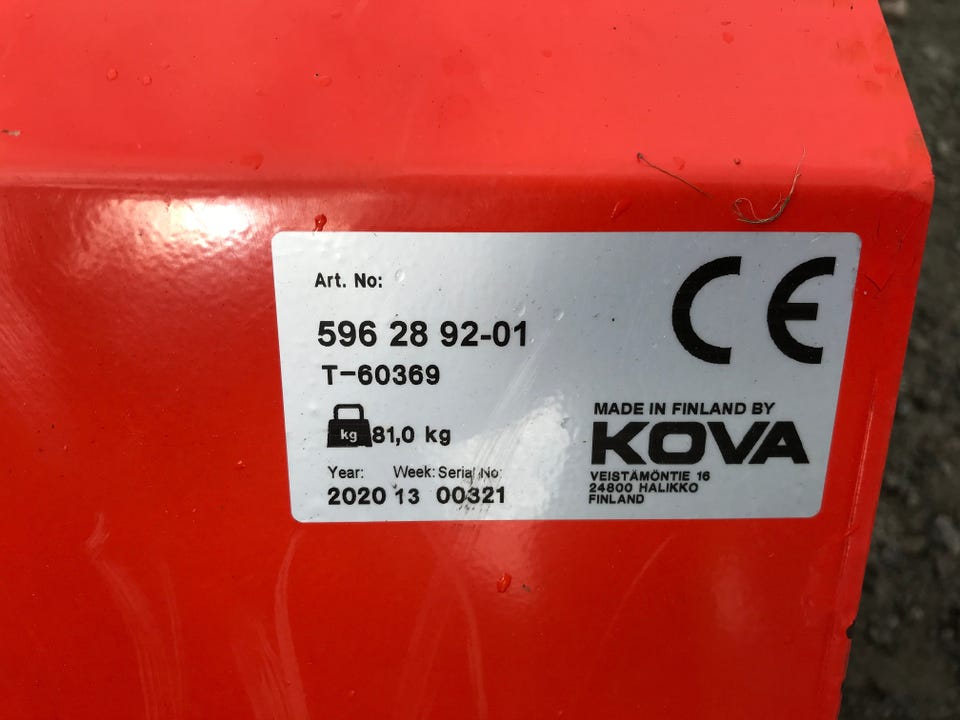 Art. No:
CE
596 28 92-01
T-60369
kg 81,0 kg
Year: Week: Serial No:
2020 13 00321
MADE IN FINLAND BY
KOVA
VEISTÄMÖNTIE 16
24800 HALIKKO
FINLAND